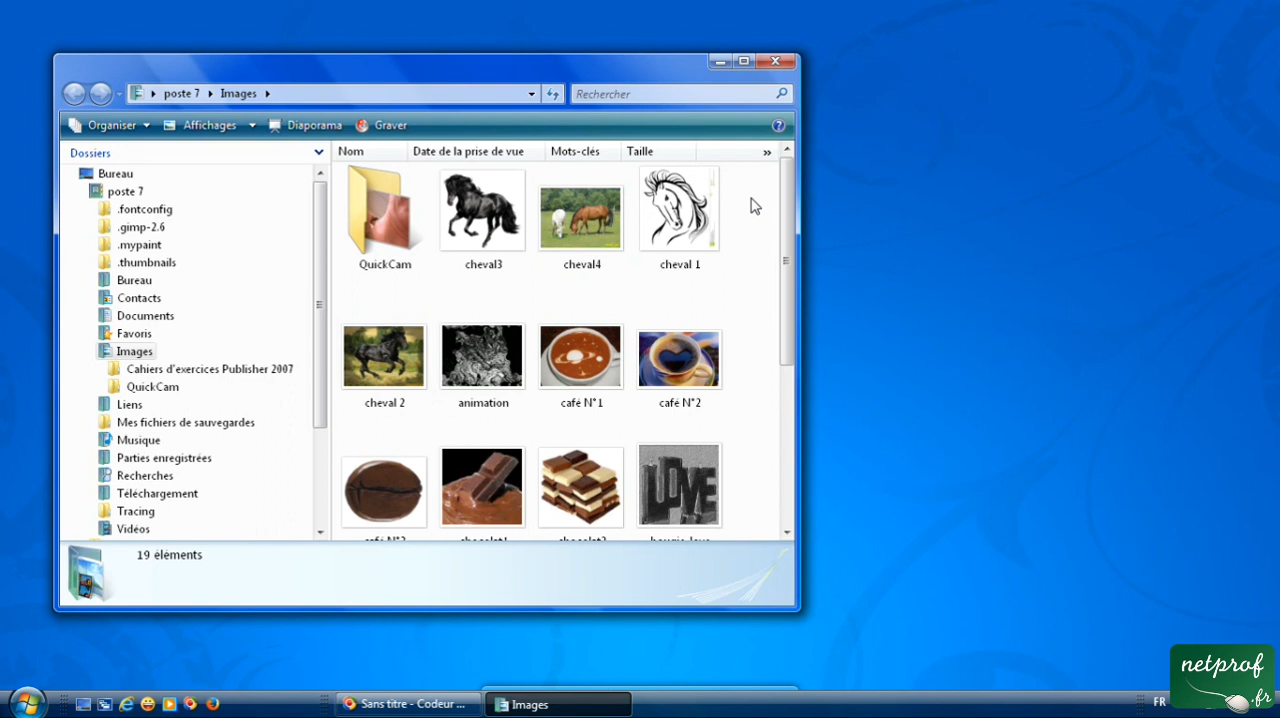 poste 7
Images
Rechercher
Organiser
Affichages
Diaporama
Graver
Dossiers
Nom
Date de la prise de vue
Mots-clés
Taille
»
Bureau
poste 7
.fontconfig
.gimp-2.6
.mypaint
.thumbnails
Bureau
Contacts
Documents
Favoris
Images
Cahiers d'exercices Publisher 2007
QuickCam
Liens
Mes fichiers de sauvegardes
Musique
Parties enregistrées
Recherches
Téléchargement
Tracing
Vidéos
QuickCam
cheval3
cheval4
cheval 1
cheval 2
animation
café N°1
café N°2
LOVE
19 éléments
Sans titre - Codeur ...
Images
FR
netprof
.fr